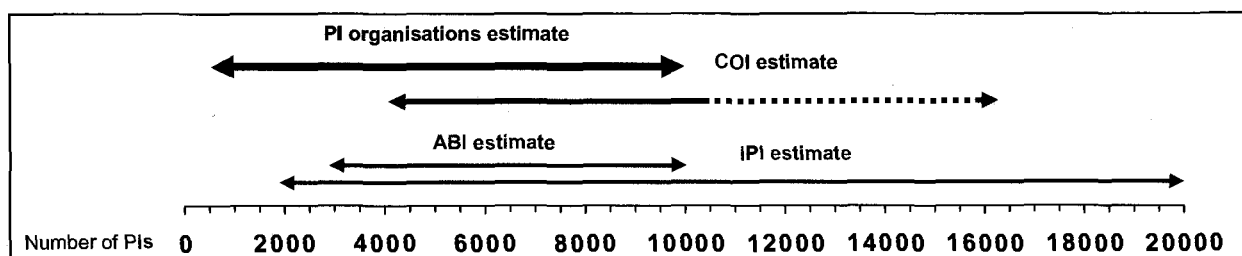 PI organisations estimate
COI estimate
ABI estimate
IPI estimate
Number of PIs 0 2000 4000 6000 8000 10000 12000 14000 16000 18000 20000